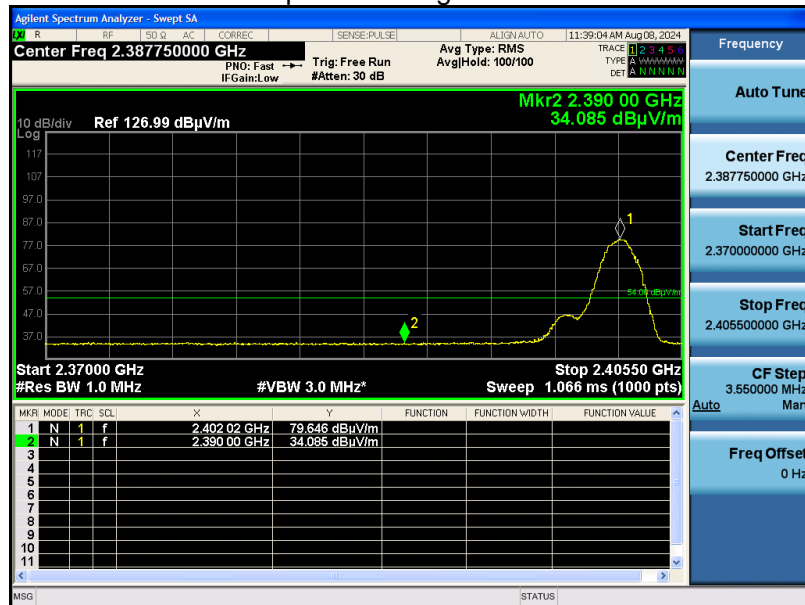 Agilent Spectrum Analyzer - Swept SA
LXI R RF 50 Ω AC CORREC SENSE:PULSE ALIGN AUTO 11:39:04 AM Aug 08, 2024
Center Freq 2.387750000 GHz
PNO: Fast
IFGain:Low
Trig: Free Run
#Atten: 30 dB
Avg Type: RMS
Avg|Hold: 100/100
TRACE 1 2 3 4 5 6
TYPE A WWWWW
DET A N N N N N
Mkr2 2.390 00 GHz
34.085 dBµV/m
10 dB/div Ref 126.99 dBµV/m
Log
117
107
97.0
87.0
77.0
67.0
57.0
47.0
37.0
1
54.00 dBµV/m
2
Start 2.37000 GHz Stop 2.40550 GHz
#Res BW 1.0 MHz #VBW 3.0 MHz* Sweep 1.066 ms (1000 pts)
MKR MODE TRC SCL X Y FUNCTION FUNCTION WIDTH FUNCTION VALUE
1 N 1 f 2.402 02 GHz 79.646 dBµV/m
2 N 1 f 2.390 00 GHz 34.085 dBµV/m
3
4
5
6
7
8
9
10
11
MSG STATUS
Frequency
Auto Tune
Center Freq
2.387750000 GHz
Start Freq
2.370000000 GHz
Stop Freq
2.405500000 GHz
CF Step
3.550000 MHz
Auto Man
Freq Offset
0 Hz